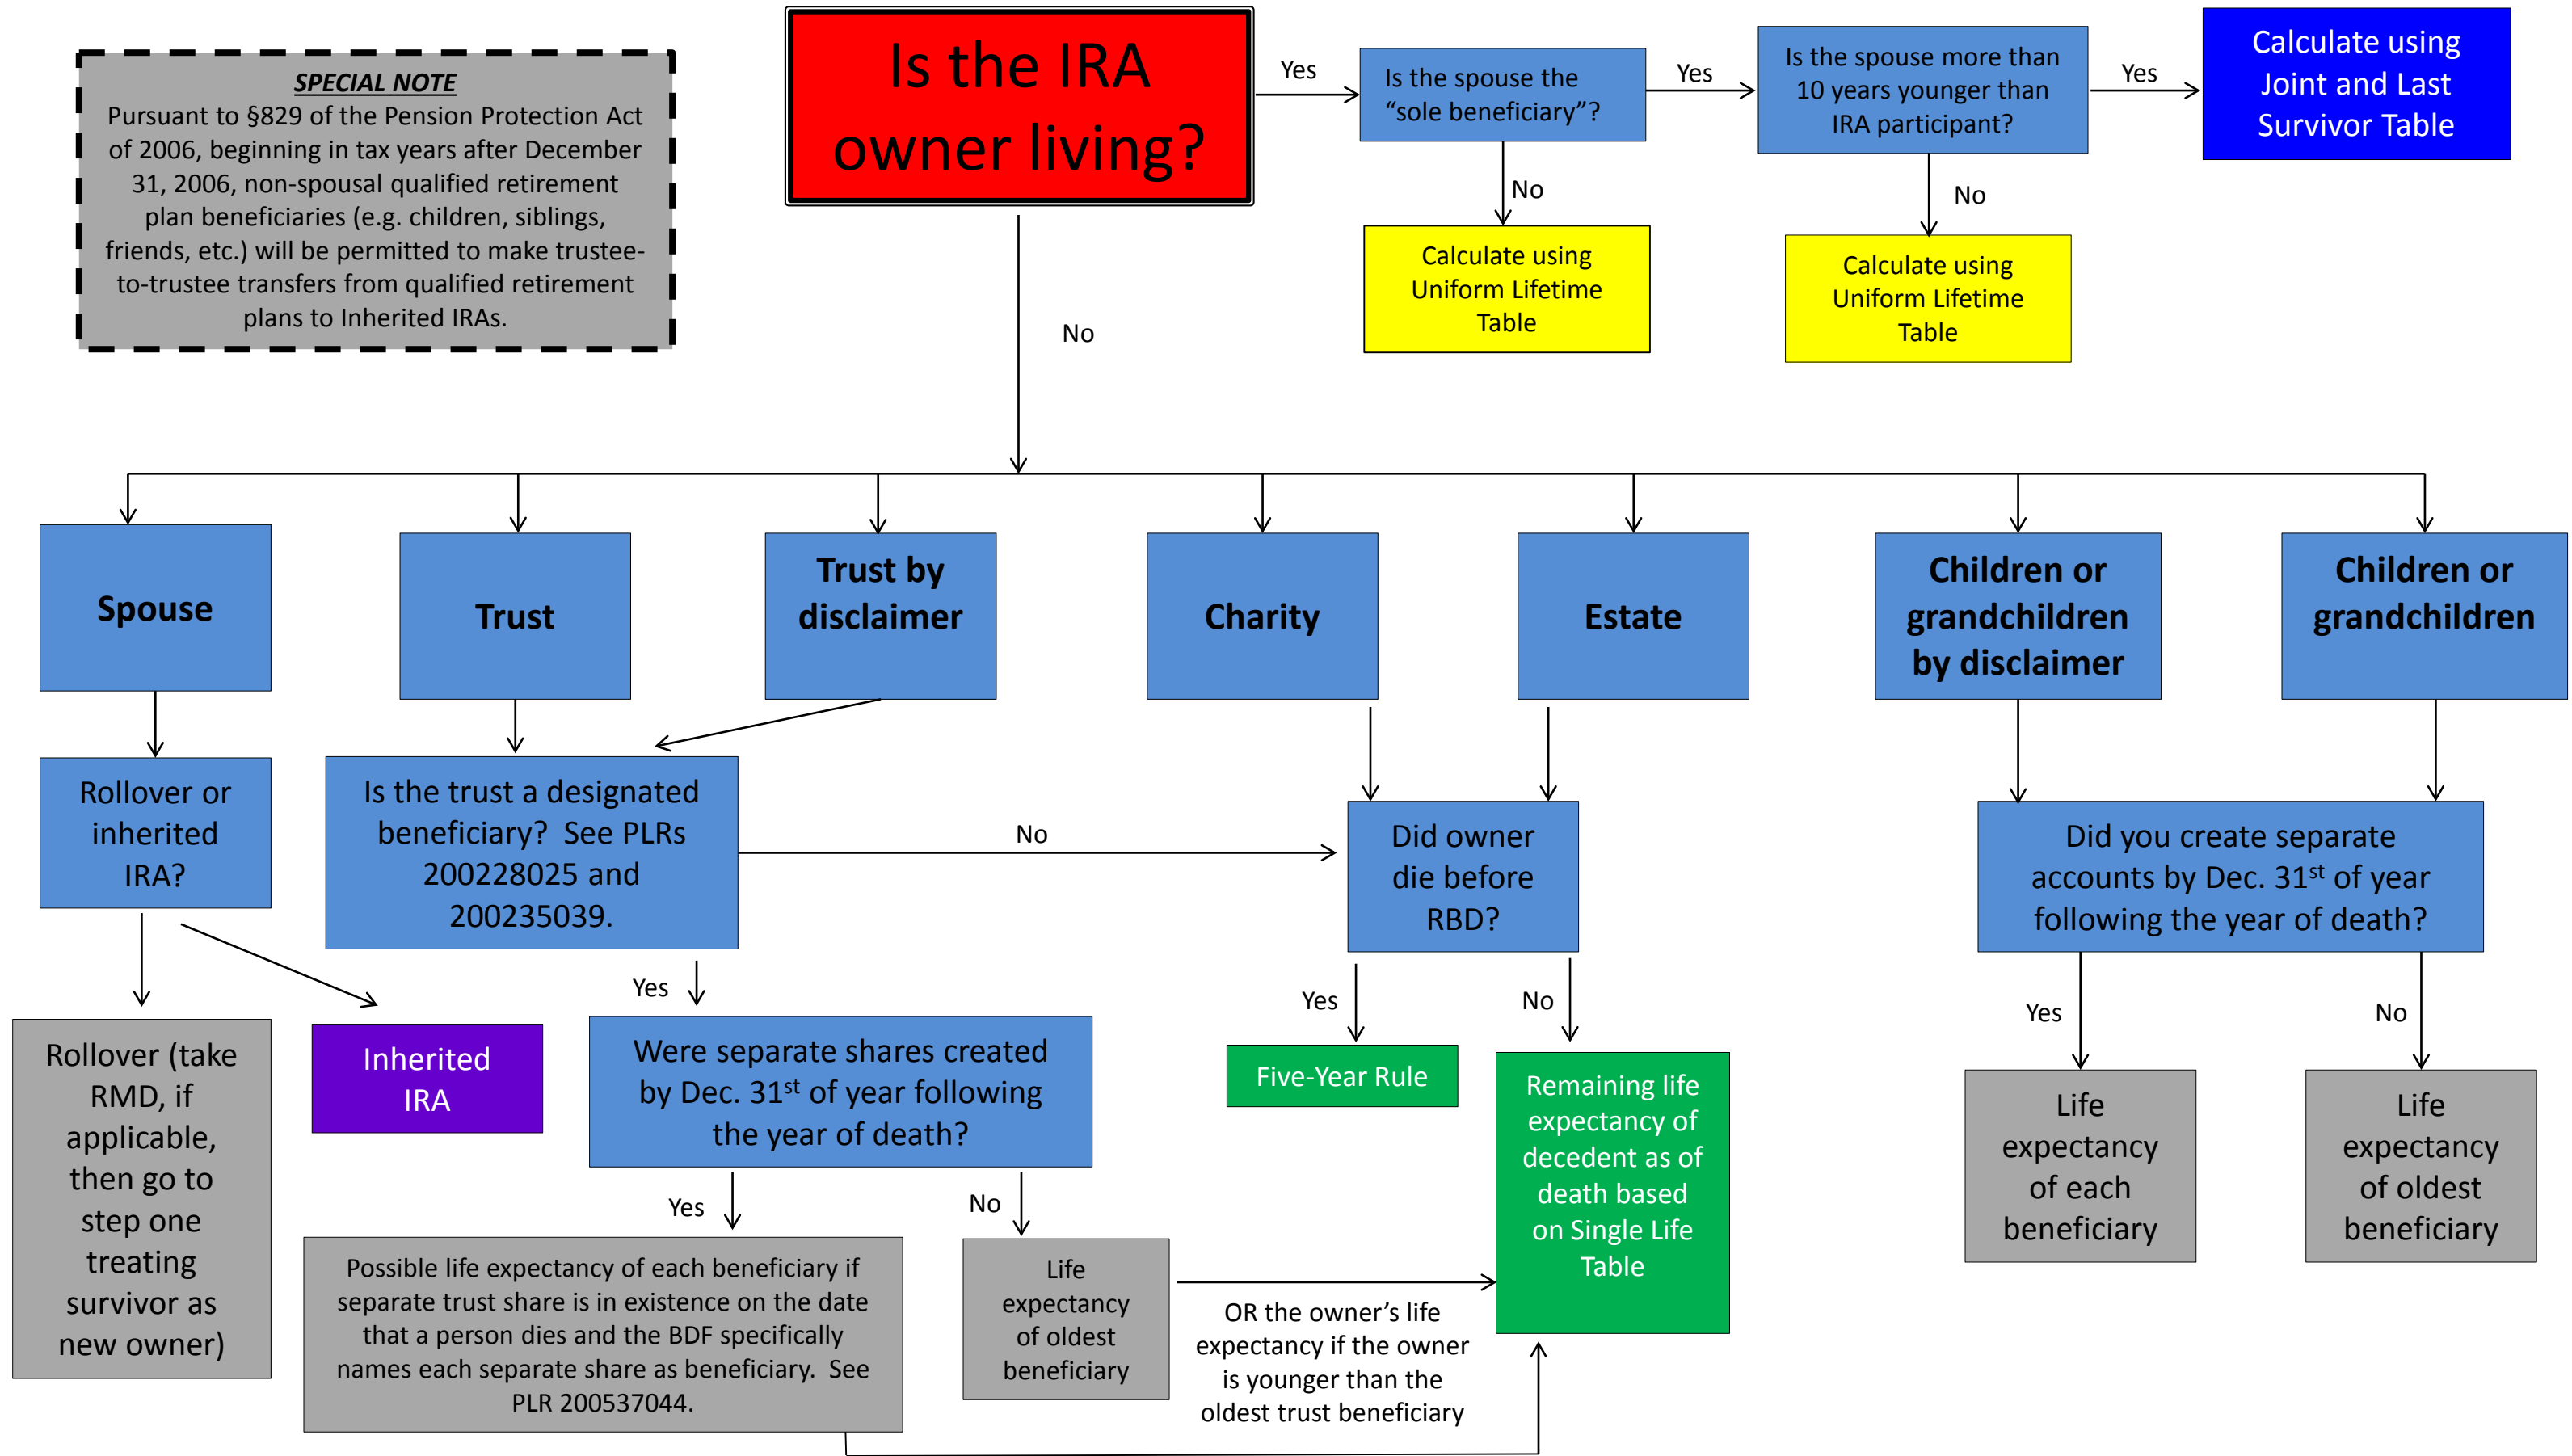 SPECIAL NOTE
Pursuant to §829 of the Pension Protection Act
of 2006, beginning in tax years after December
31, 2006, non-spousal qualified retirement
plan beneficiaries (e.g. children, siblings,
friends, etc.) will be permitted to make trustee-
to-trustee transfers from qualified retirement
plans to Inherited IRAs.
Is the IRA
owner living?
Yes
Is the spouse the
“sole beneficiary”?
Yes
Is the spouse more than
10 years younger than
IRA participant?
Yes
Calculate using
Joint and Last
Survivor Table
No
Calculate using
Uniform Lifetime
Table
No
Calculate using
Uniform Lifetime
Table
No
Spouse
Trust
Trust by
disclaimer
Charity
Estate
Children or
grandchildren
by disclaimer
Children or
grandchildren
Rollover or
inherited
IRA?
Is the trust a designated
beneficiary? See PLRs
200228025 and
200235039.
No
Did owner
die before
RBD?
Did you create separate
accounts by Dec. 31st of year
following the year of death?
Yes
Yes
No
Yes
No
Rollover (take
RMD, if
applicable,
then go to
step one
treating
survivor as
new owner)
Inherited
IRA
Were separate shares created
by Dec. 31st of year following
the year of death?
Five-Year Rule
Remaining life
expectancy of
decedent as of
death based
on Single Life
Table
Life
expectancy
of each
beneficiary
Life
expectancy
of oldest
beneficiary
Yes
No
Possible life expectancy of each beneficiary if
separate trust share is in existence on the date
that a person dies and the BDF specifically
names each separate share as beneficiary. See
PLR 200537044.
Life
expectancy
of oldest
beneficiary
OR the owner’s life
expectancy if the owner
is younger than the
oldest trust beneficiary